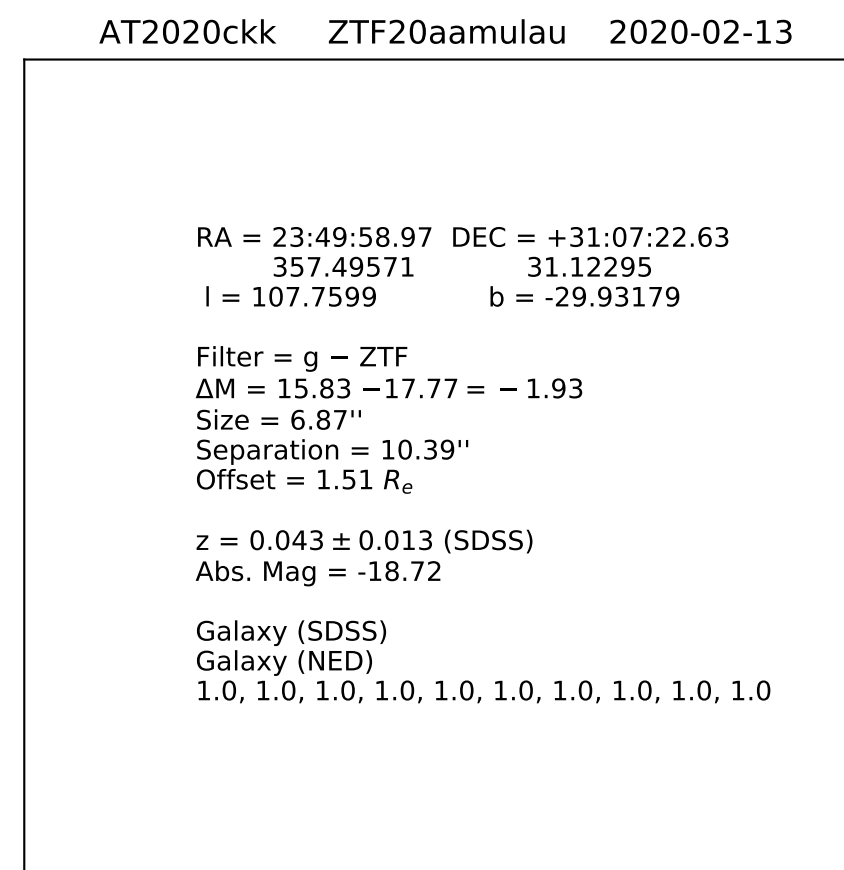 AT2020ckk ZTF20aamulau 2020-02-13
RA = 23:49:58.97 DEC = +31:07:22.63
357.49571 31.12295
l = 107.7599 b = -29.93179
Filter = g − ZTF
ΔM = 15.83 −17.77 = − 1.93
Size = 6.87''
Separation = 10.39''
Offset = 1.51 Rₑ
z = 0.043 ± 0.013 (SDSS)
Abs. Mag = -18.72
Galaxy (SDSS)
Galaxy (NED)
1.0, 1.0, 1.0, 1.0, 1.0, 1.0, 1.0, 1.0, 1.0, 1.0